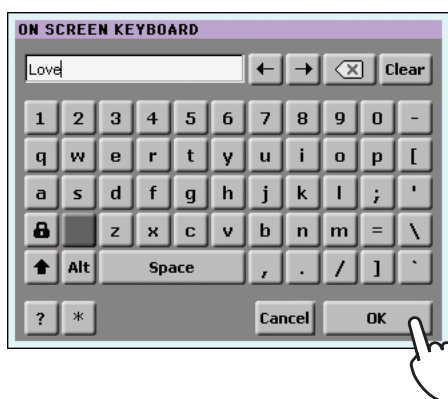 ON SCREEN KEYBOARD
Love
← → Clear
1 2 3 4 5 6 7 8 9 0 -
q w e r t y u i o p [
a s d f g h j k l ; '
z x c v b n m = \
Alt Space , . / ] `
? * Cancel OK